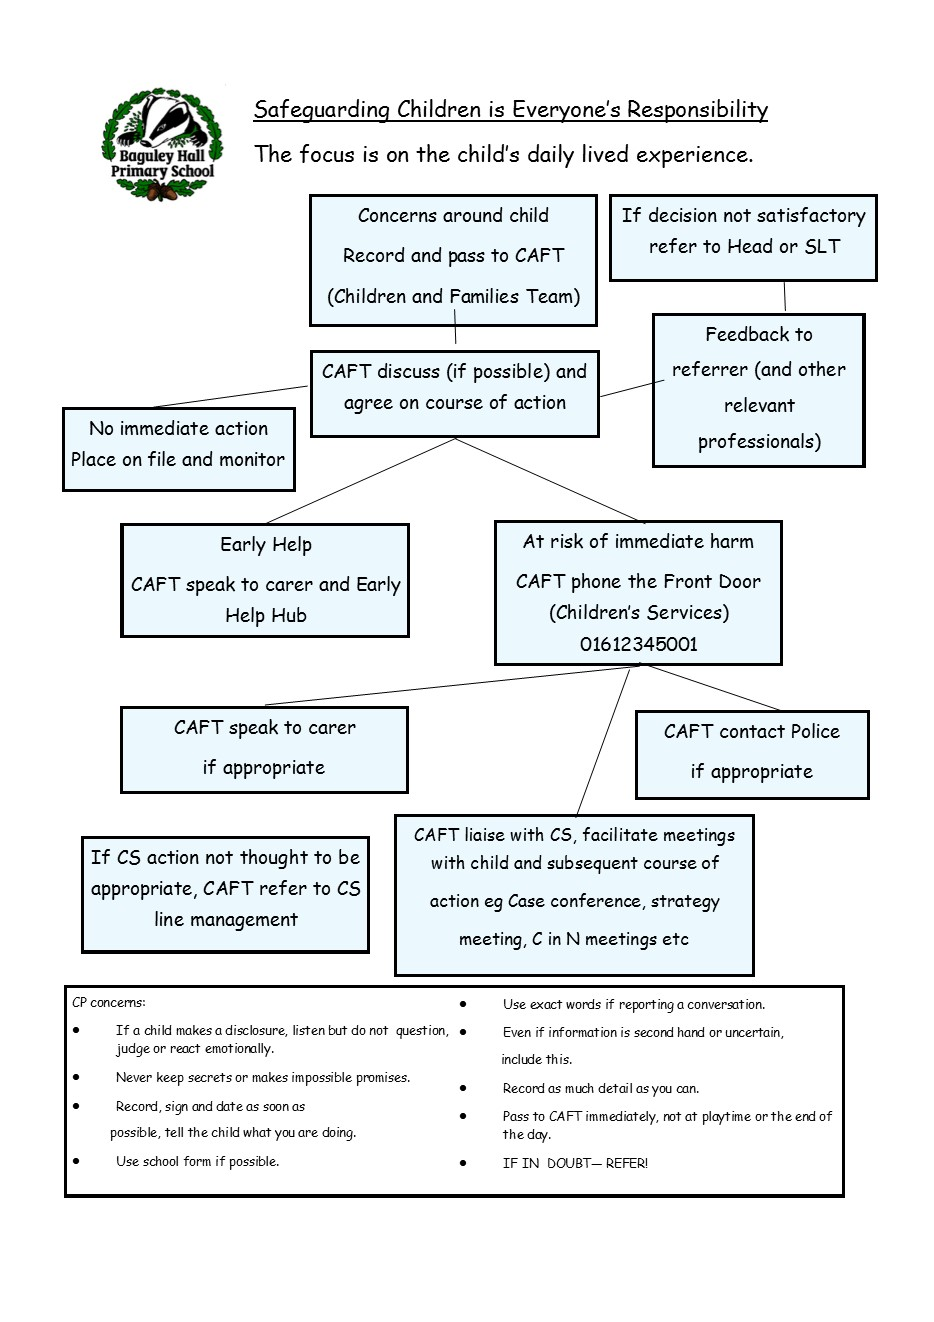 Baguley Hall
Primary School
Safeguarding Children is Everyone's Responsibility
The focus is on the child's daily lived experience.
Concerns around child
Record and pass to CAFT
(Children and Families Team)
If decision not satisfactory
refer to Head or SLT
CAFT discuss (if possible) and
agree on course of action
Feedback to
referrer (and other
relevant
professionals)
No immediate action
Place on file and monitor
Early Help
CAFT speak to carer and Early
Help Hub
At risk of immediate harm
CAFT phone the Front Door
(Children's Services)
01612345001
CAFT speak to carer
if appropriate
CAFT contact Police
if appropriate
If CS action not thought to be
appropriate, CAFT refer to CS
line management
CAFT liaise with CS, facilitate meetings
with child and subsequent course of
action eg Case conference, strategy
meeting, C in N meetings etc
CP concerns:
• If a child makes a disclosure, listen but do not question,
judge or react emotionally.
• Never keep secrets or makes impossible promises.
• Record, sign and date as soon as
possible, tell the child what you are doing.
• Use school form if possible.
• Use exact words if reporting a conversation.
• Even if information is second hand or uncertain,
include this.
• Record as much detail as you can.
• Pass to CAFT immediately, not at playtime or the end of
the day.
• IF IN DOUBT— REFER!